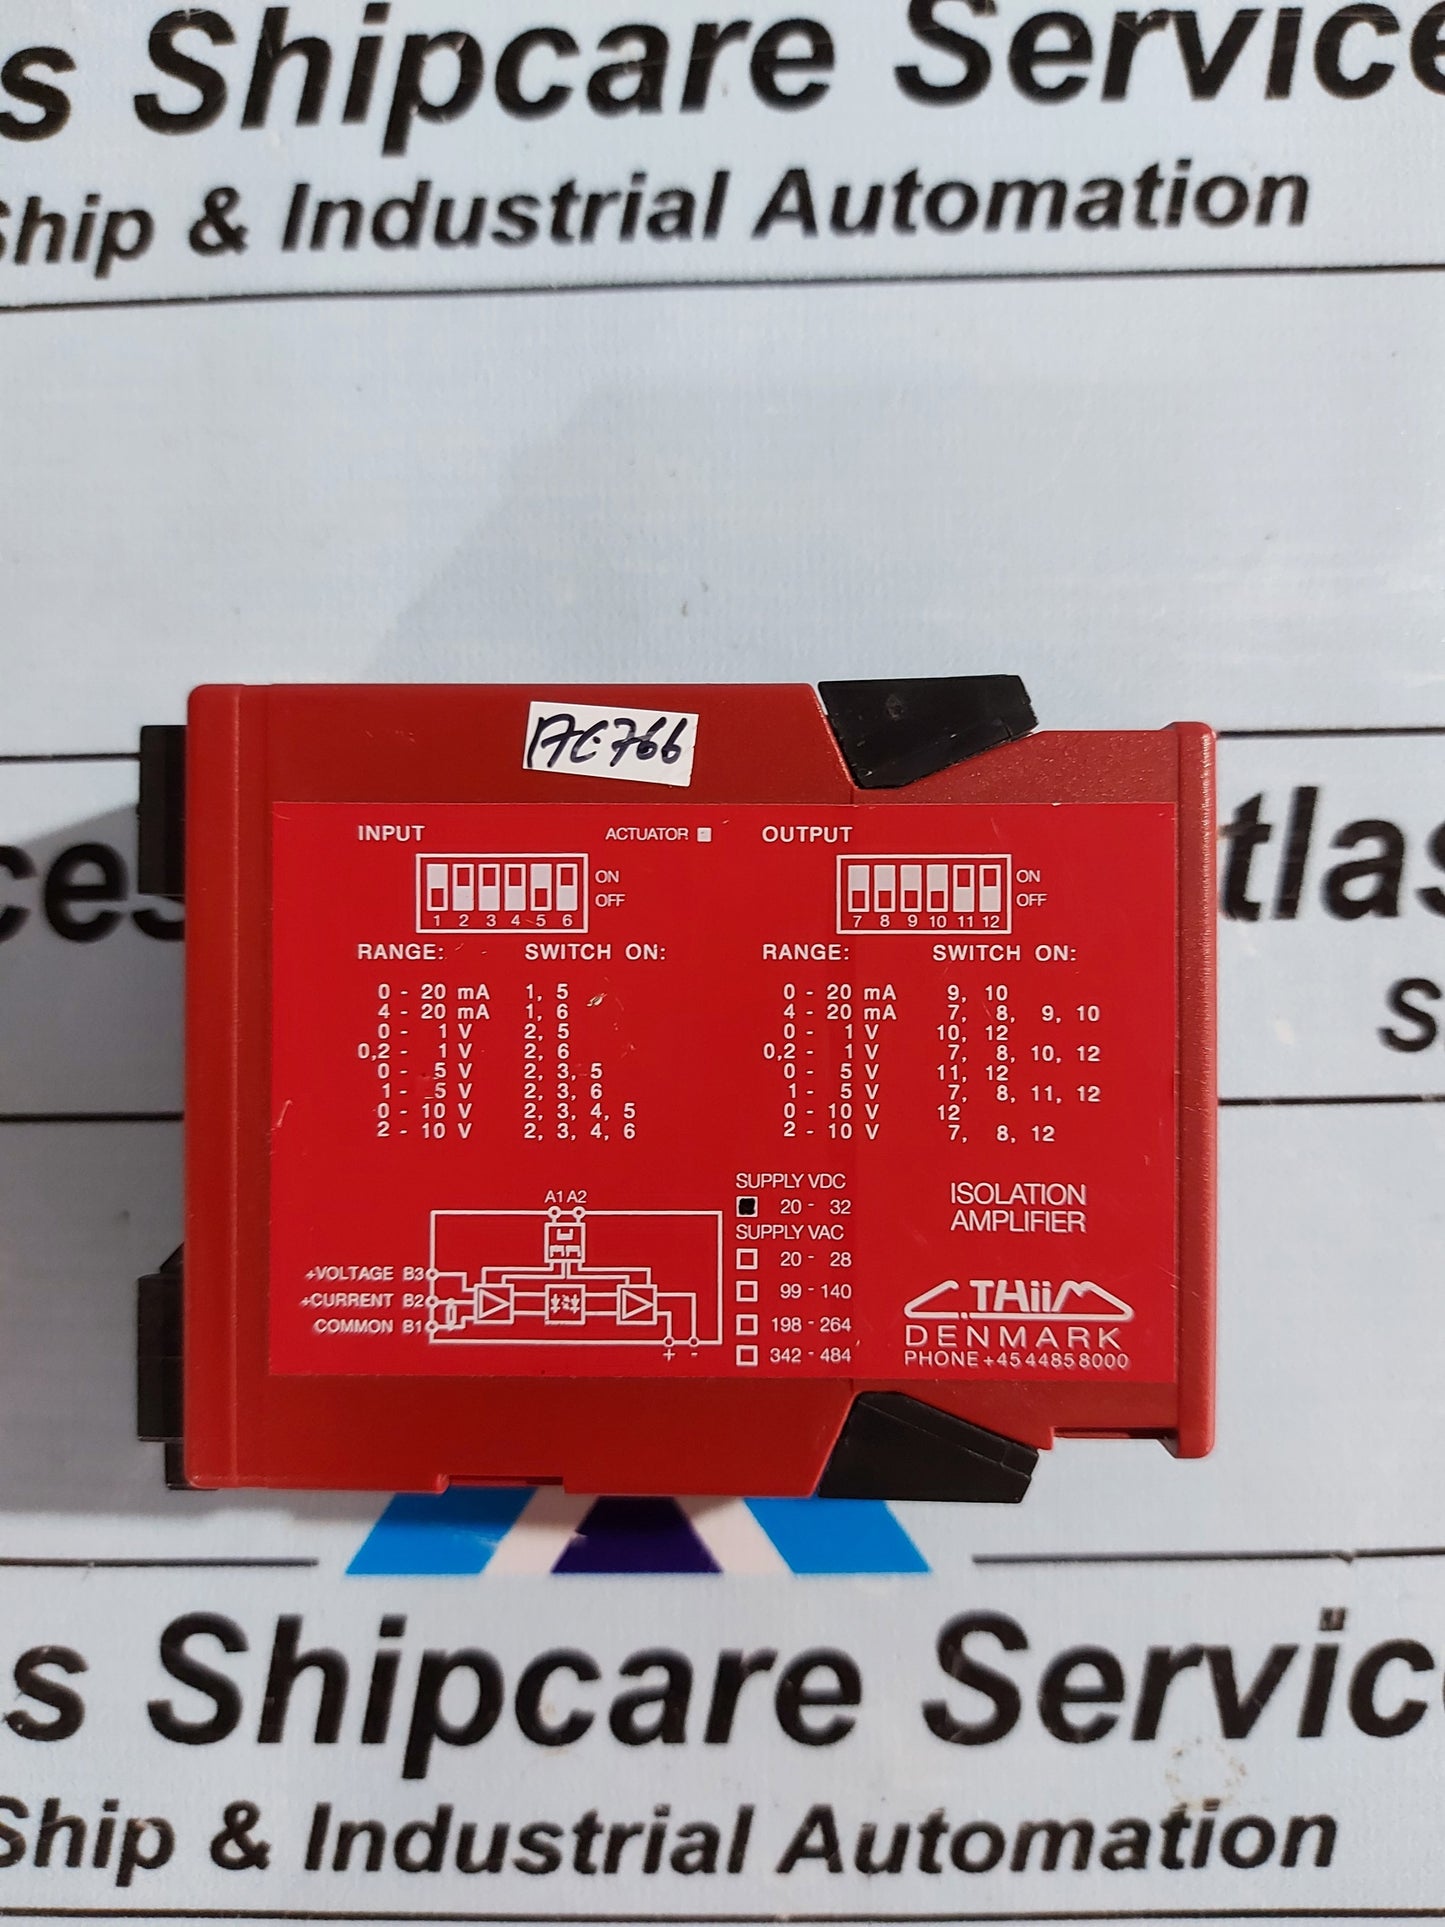 s Shipcare Service
Ship & Industrial Automation
AC-766
INPUT ACTUATOR OUTPUT
ON
OFF
1 2 3 4 5 6
ON
OFF
7 8 9 10 11 12
RANGE: SWITCH ON:
0 - 20 mA 1, 5
4 - 20 mA 1, 6
0 - 1 V 2, 5
0,2 - 1 V 2, 6
0 - 5 V 2, 3, 5
1 - 5 V 2, 3, 6
0 - 10 V 2, 3, 4, 5
2 - 10 V 2, 3, 4, 6
RANGE: SWITCH ON:
0 - 20 mA 9, 10
4 - 20 mA 7, 8, 9, 10
0 - 1 V 10, 12
0,2 - 1 V 7, 8, 10, 12
0 - 5 V 11, 12
1 - 5 V 7, 8, 11, 12
0 - 10 V 12
2 - 10 V 7, 8, 12
A1 A2
+VOLTAGE B3
+CURRENT B2
COMMON B1
+ -
SUPPLY VDC
20 - 32
SUPPLY VAC
20 - 28
99 - 140
198 - 264
342 - 484
ISOLATION
AMPLIFIER
THiiM
DENMARK
PHONE +45 4485 8000
ces
tlas
S
s Shipcare Servic
Ship & Industrial Automation